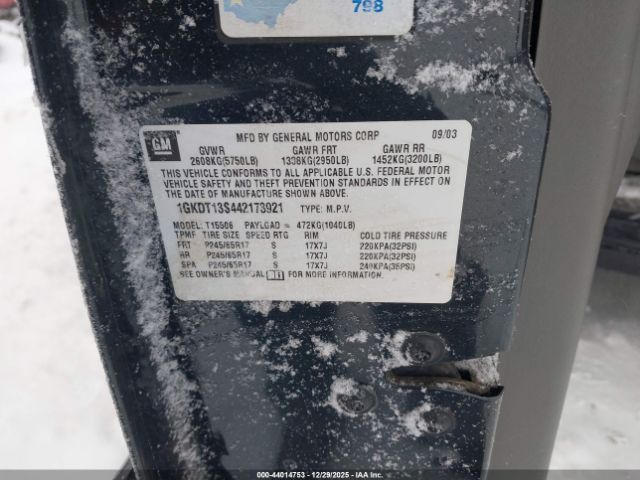 798
GM
MFD BY GENERAL MOTORS CORP 09/03
GVWR GAWR FRT GAWR RR
2608KG(5750LB) 1338KG(2950LB) 1452KG(3200LB)
THIS VEHICLE CONFORMS TO ALL APPLICABLE U.S. FEDERAL MOTOR
VEHICLE SAFETY AND THEFT PREVENTION STANDARDS IN EFFECT ON
THE DATE OF MANUFACTURE SHOWN ABOVE.
1GKDT13S442173921 TYPE: M.P.V.
MODEL: T15506 PAYLOAD = 472KG(1040LB)
TPMF TIRE SIZE SPEED RTG RIM COLD TIRE PRESSURE
FRT P245/65R17 S 17X7J 220KPA(32PSI)
RR P245/65R17 S 17X7J 220KPA(32PSI)
SPA P245/65R17 S 17X7J 240KPA(35PSI)
SEE OWNER'S MANUAL FOR MORE INFORMATION.
000-44014753 - 12/29/2025 - IAAHQCORP